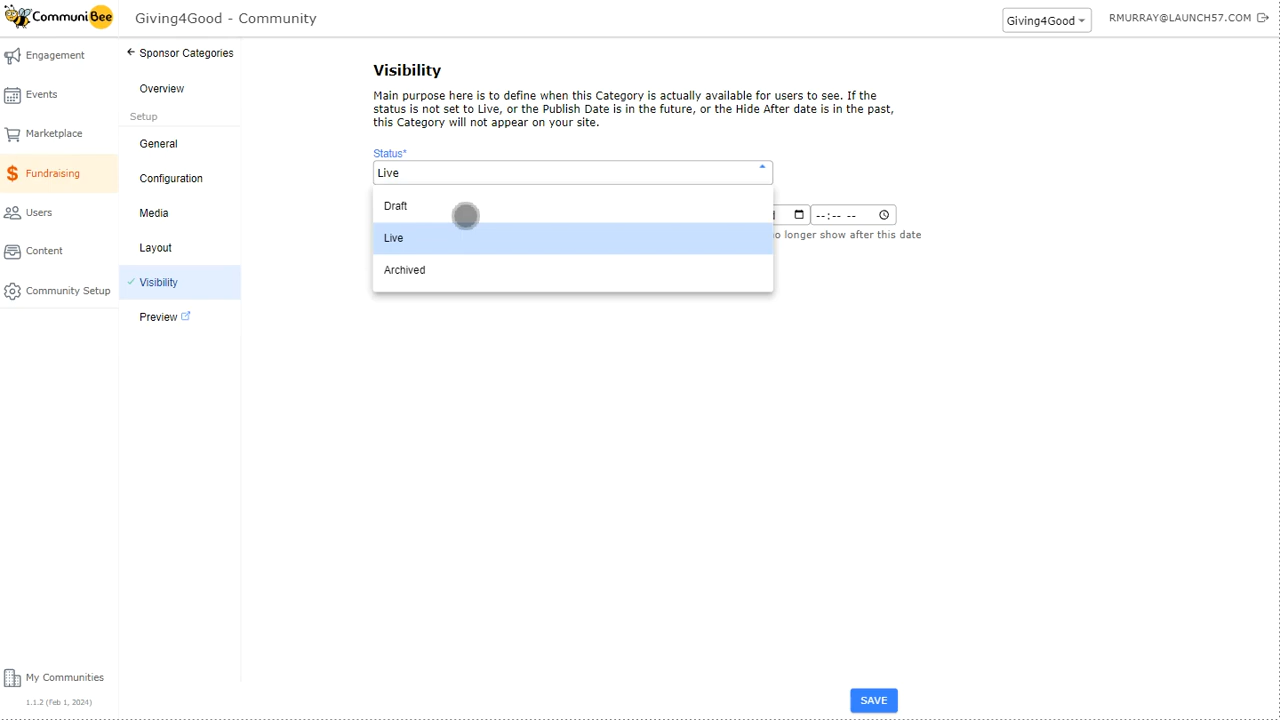 CommuniBee
Giving4Good - Community
Giving4Good
RMURRAY@LAUNCH57.COM
Engagement
Events
Marketplace
Fundraising
Users
Content
Community Setup
My Communities
1.1.2 (Feb 1, 2024)
Sponsor Categories
Overview
Setup
General
Configuration
Media
Layout
Visibility
Preview
Visibility
Main purpose here is to define when this Category is actually available for users to see. If the
status is not set to Live, or the Publish Date is in the future, or the Hide After date is in the past,
this Category will not appear on your site.
Status*
Live
Draft
Live
Archived
--:-- --
no longer show after this date
SAVE